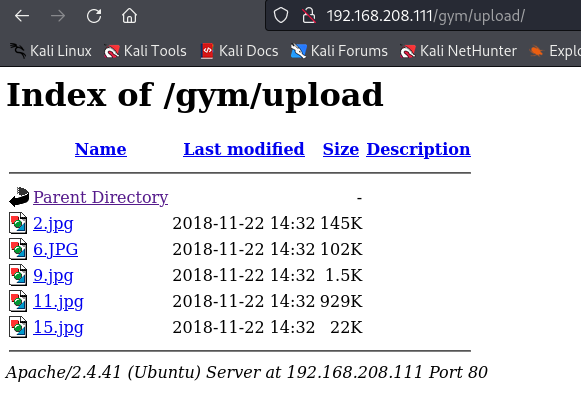 192.168.208.111/gym/upload/
Kali Linux Kali Tools Kali Docs Kali Forums Kali NetHunter Explo
Index of /gym/upload
Name Last modified Size Description
Parent Directory -
2.jpg 2018-11-22 14:32 145K
6.JPG 2018-11-22 14:32 102K
9.jpg 2018-11-22 14:32 1.5K
11.jpg 2018-11-22 14:32 929K
15.jpg 2018-11-22 14:32 22K
Apache/2.4.41 (Ubuntu) Server at 192.168.208.111 Port 80